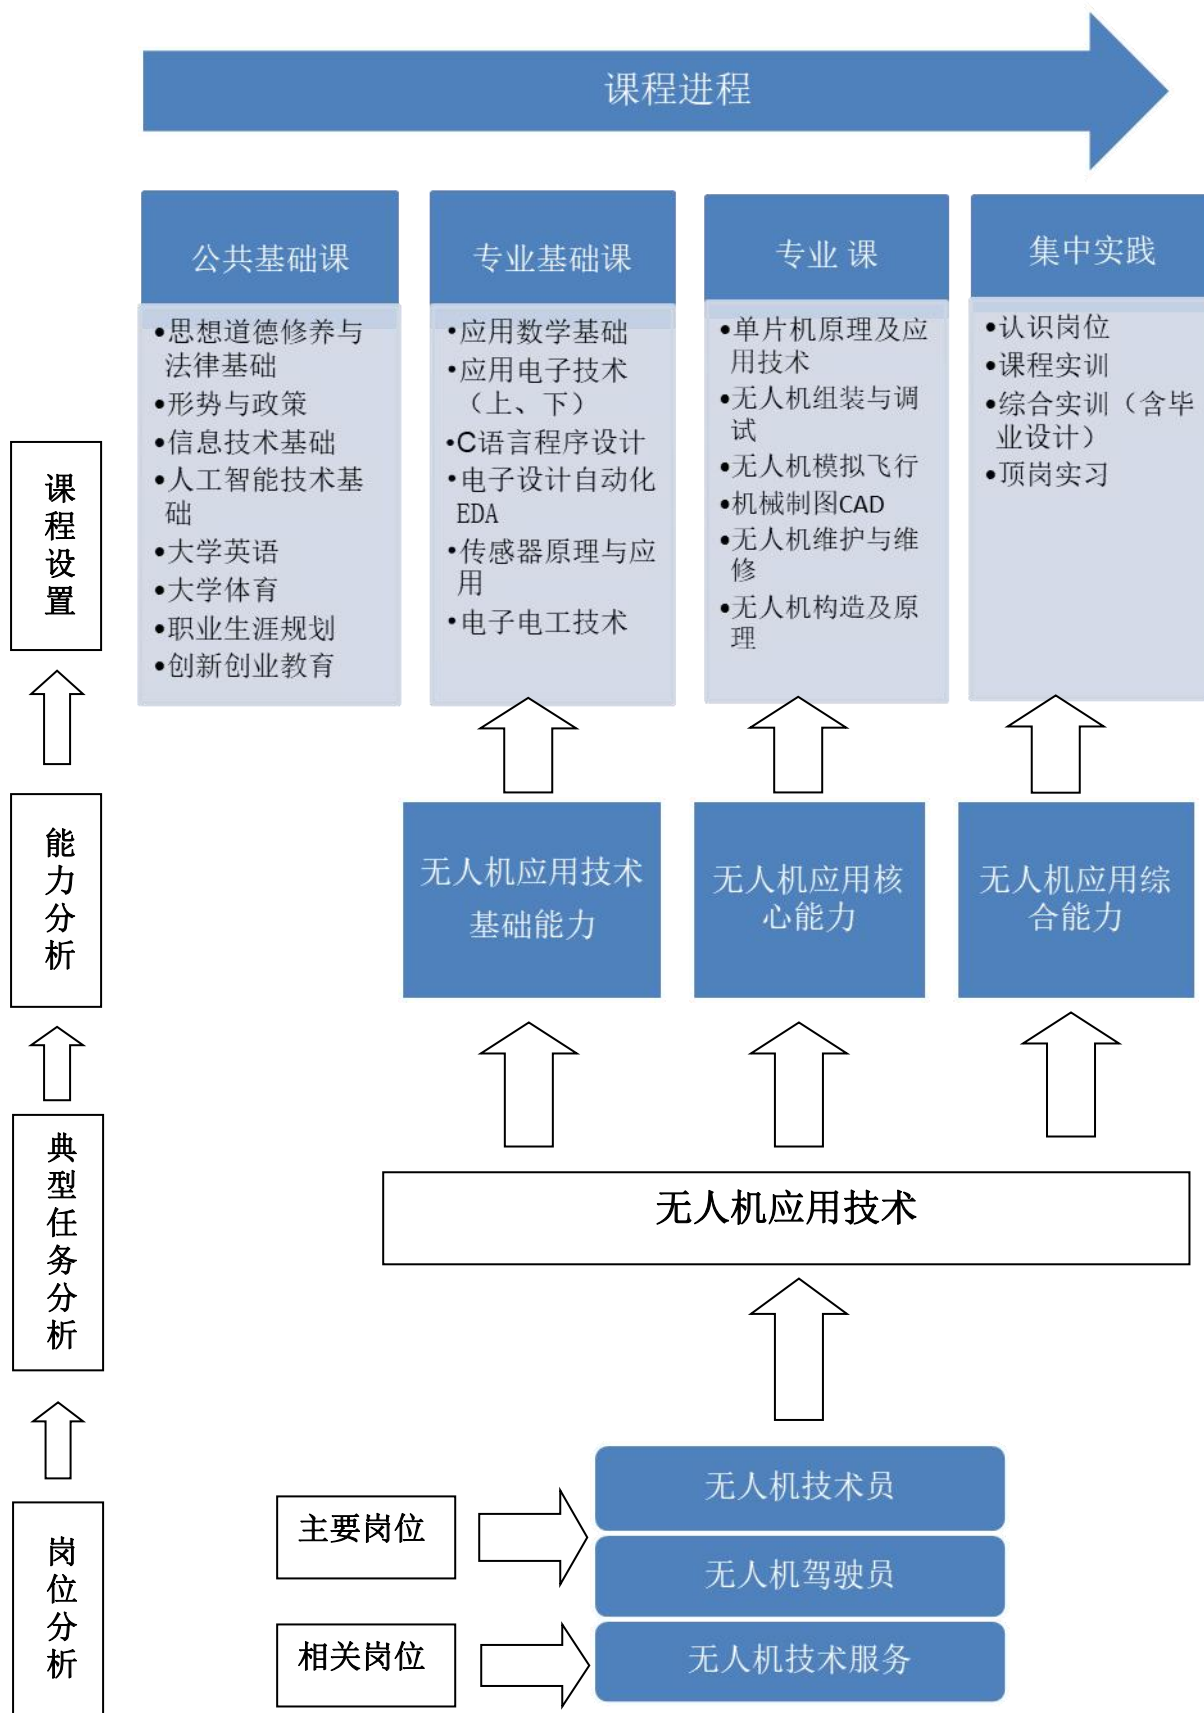 课程进程
公共基础课
•思想道德修养与
法律基础
•形势与政策
•信息技术基础
•人工智能技术基
础
•大学英语
•大学体育
•职业生涯规划
•创新创业教育
专业基础课
•应用数学基础
•应用电子技术
（上、下）
•C语言程序设计
•电子设计自动化
EDA
•传感器原理与应
用
•电子电工技术
专业 课
•单片机原理及应
用技术
•无人机组装与调
试
•无人机模拟飞行
•机械制图CAD
•无人机维护与维
修
•无人机构造及原
理
集中实践
•认识岗位
•课程实训
•综合实训（含毕
业设计）
•顶岗实习
课程设置
能力分析
无人机应用技术
基础能力
无人机应用核
心能力
无人机应用综
合能力
典型任务分析
无人机应用技术
岗位分析
主要岗位
无人机技术员
无人机驾驶员
相关岗位
无人机技术服务